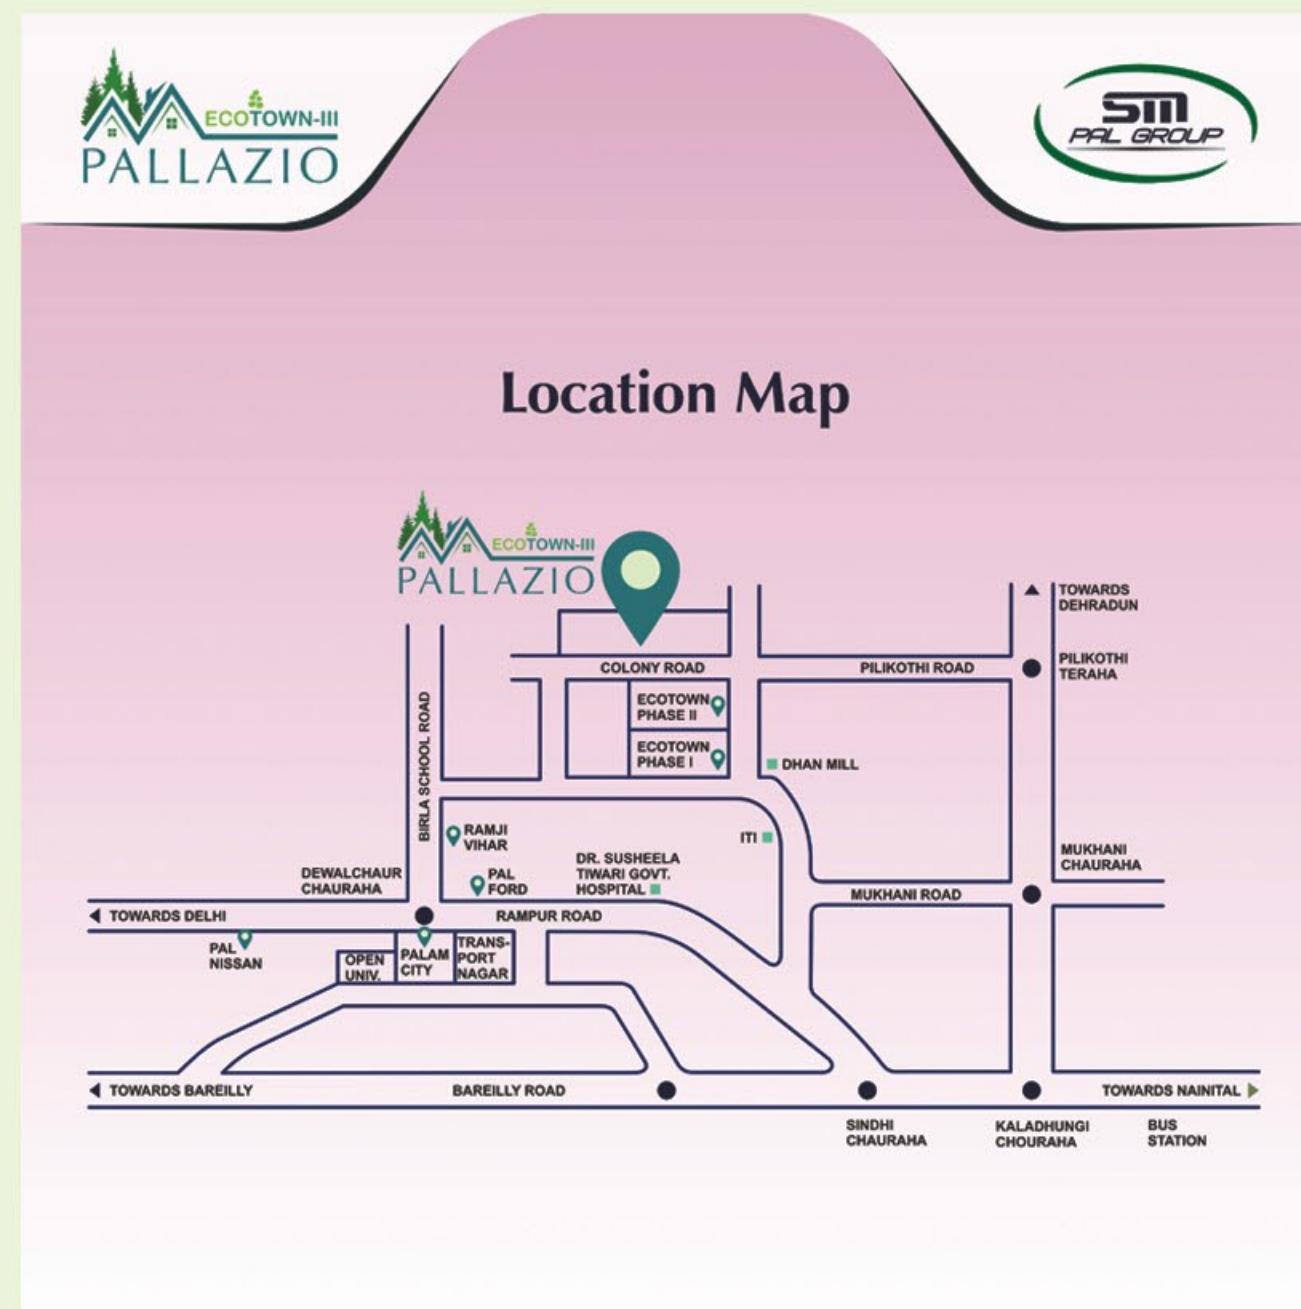 ECOTOWN-III
PALLAZIO
SM
PAL GROUP
Location Map
ECOTOWN-III
PALLAZIO
TOWARDS
DEHRADUN
COLONY ROAD
PILIKOTHI ROAD
PILIKOTHI
TERAHA
ECOTOWN
PHASE II
ECOTOWN
PHASE I
DHAN MILL
BIRLA SCHOOL ROAD
RAMJI
VIHAR
ITI
MUKHANI
CHAURAHA
DR. SUSHEELA
TIWARI GOVT.
HOSPITAL
DEWALCHAUR
CHAURAHA
PAL
FORD
MUKHANI ROAD
TOWARDS DELHI
RAMPUR ROAD
PAL
NISSAN
OPEN
UNIV.
PALAM
CITY
TRANS-
PORT
NAGAR
TOWARDS BAREILLY
BAREILLY ROAD
TOWARDS NAINITAL
SINDHI
CHAURAHA
KALADHUNGI
CHOURAHA
BUS
STATION